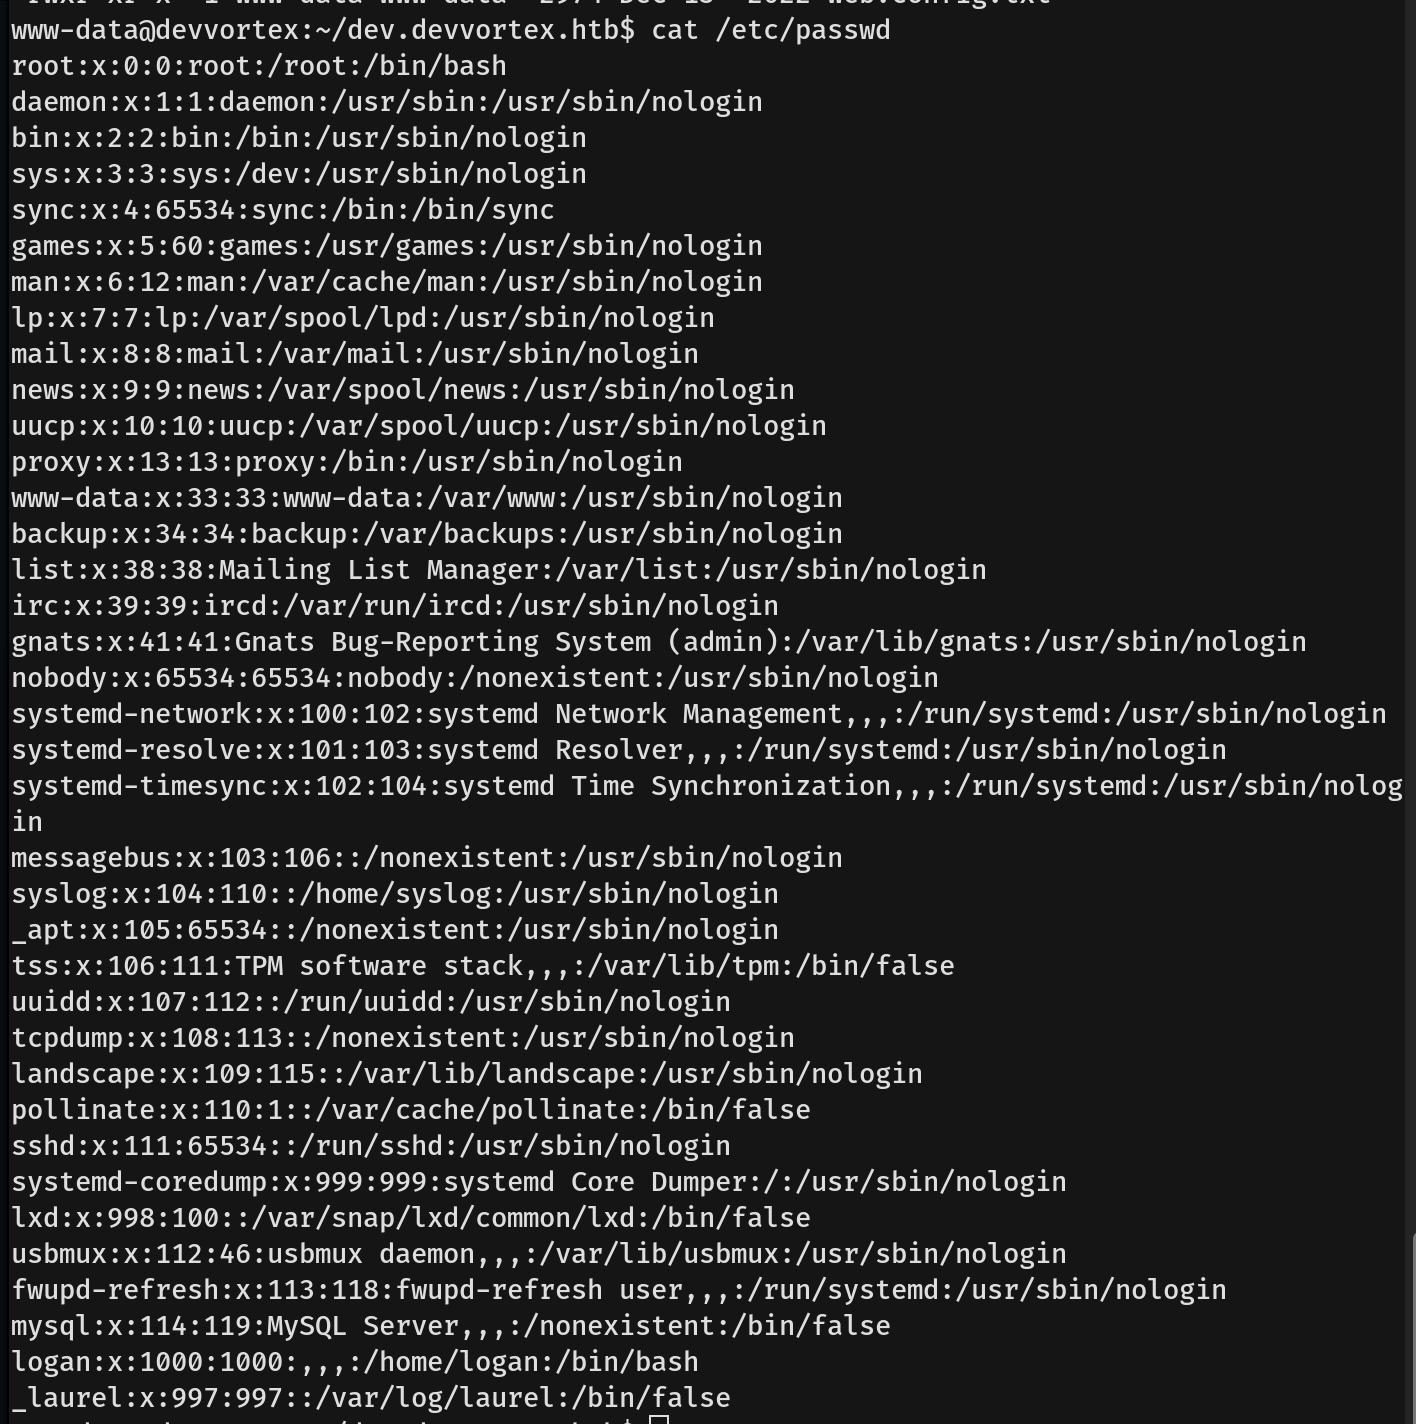 www-data@devvortex:~/dev.devvortex.htb$ cat /etc/passwd
root:x:0:0:root:/root:/bin/bash
daemon:x:1:1:daemon:/usr/sbin:/usr/sbin/nologin
bin:x:2:2:bin:/bin:/usr/sbin/nologin
sys:x:3:3:sys:/dev:/usr/sbin/nologin
sync:x:4:65534:sync:/bin:/bin/sync
games:x:5:60:games:/usr/games:/usr/sbin/nologin
man:x:6:12:man:/var/cache/man:/usr/sbin/nologin
lp:x:7:7:lp:/var/spool/lpd:/usr/sbin/nologin
mail:x:8:8:mail:/var/mail:/usr/sbin/nologin
news:x:9:9:news:/var/spool/news:/usr/sbin/nologin
uucp:x:10:10:uucp:/var/spool/uucp:/usr/sbin/nologin
proxy:x:13:13:proxy:/bin:/usr/sbin/nologin
www-data:x:33:33:www-data:/var/www:/usr/sbin/nologin
backup:x:34:34:backup:/var/backups:/usr/sbin/nologin
list:x:38:38:Mailing List Manager:/var/list:/usr/sbin/nologin
irc:x:39:39:ircd:/var/run/ircd:/usr/sbin/nologin
gnats:x:41:41:Gnats Bug-Reporting System (admin):/var/lib/gnats:/usr/sbin/nologin
nobody:x:65534:65534:nobody:/nonexistent:/usr/sbin/nologin
systemd-network:x:100:102:systemd Network Management,,,:/run/systemd:/usr/sbin/nologin
systemd-resolve:x:101:103:systemd Resolver,,,:/run/systemd:/usr/sbin/nologin
systemd-timesync:x:102:104:systemd Time Synchronization,,,:/run/systemd:/usr/sbin/nolog
in
messagebus:x:103:106::/nonexistent:/usr/sbin/nologin
syslog:x:104:110::/home/syslog:/usr/sbin/nologin
_apt:x:105:65534::/nonexistent:/usr/sbin/nologin
tss:x:106:111:TPM software stack,,,:/var/lib/tpm:/bin/false
uuidd:x:107:112::/run/uuidd:/usr/sbin/nologin
tcpdump:x:108:113::/nonexistent:/usr/sbin/nologin
landscape:x:109:115::/var/lib/landscape:/usr/sbin/nologin
pollinate:x:110:1::/var/cache/pollinate:/bin/false
sshd:x:111:65534::/run/sshd:/usr/sbin/nologin
systemd-coredump:x:999:999:systemd Core Dumper:/:/usr/sbin/nologin
lxd:x:998:100::/var/snap/lxd/common/lxd:/bin/false
usbmux:x:112:46:usbmux daemon,,,:/var/lib/usbmux:/usr/sbin/nologin
fwupd-refresh:x:113:118:fwupd-refresh user,,,:/run/systemd:/usr/sbin/nologin
mysql:x:114:119:MySQL Server,,,:/nonexistent:/bin/false
logan:x:1000:1000:,,,:/home/logan:/bin/bash
_laurel:x:997:997::/var/log/laurel:/bin/false